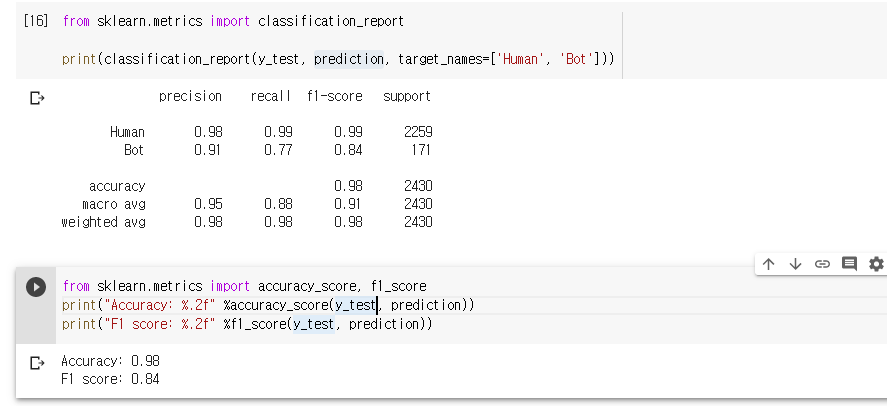 [16] from sklearn.metrics import classification_report
print(classification_report(y_test, prediction, target_names=['Human', 'Bot']))
precision recall f1-score support
Human 0.98 0.99 0.99 2259
Bot 0.91 0.77 0.84 171
accuracy 0.98 2430
macro avg 0.95 0.88 0.91 2430
weighted avg 0.98 0.98 0.98 2430
from sklearn.metrics import accuracy_score, f1_score
print("Accuracy: %.2f" %accuracy_score(y_test, prediction))
print("F1 score: %.2f" %f1_score(y_test, prediction))
Accuracy: 0.98
F1 score: 0.84